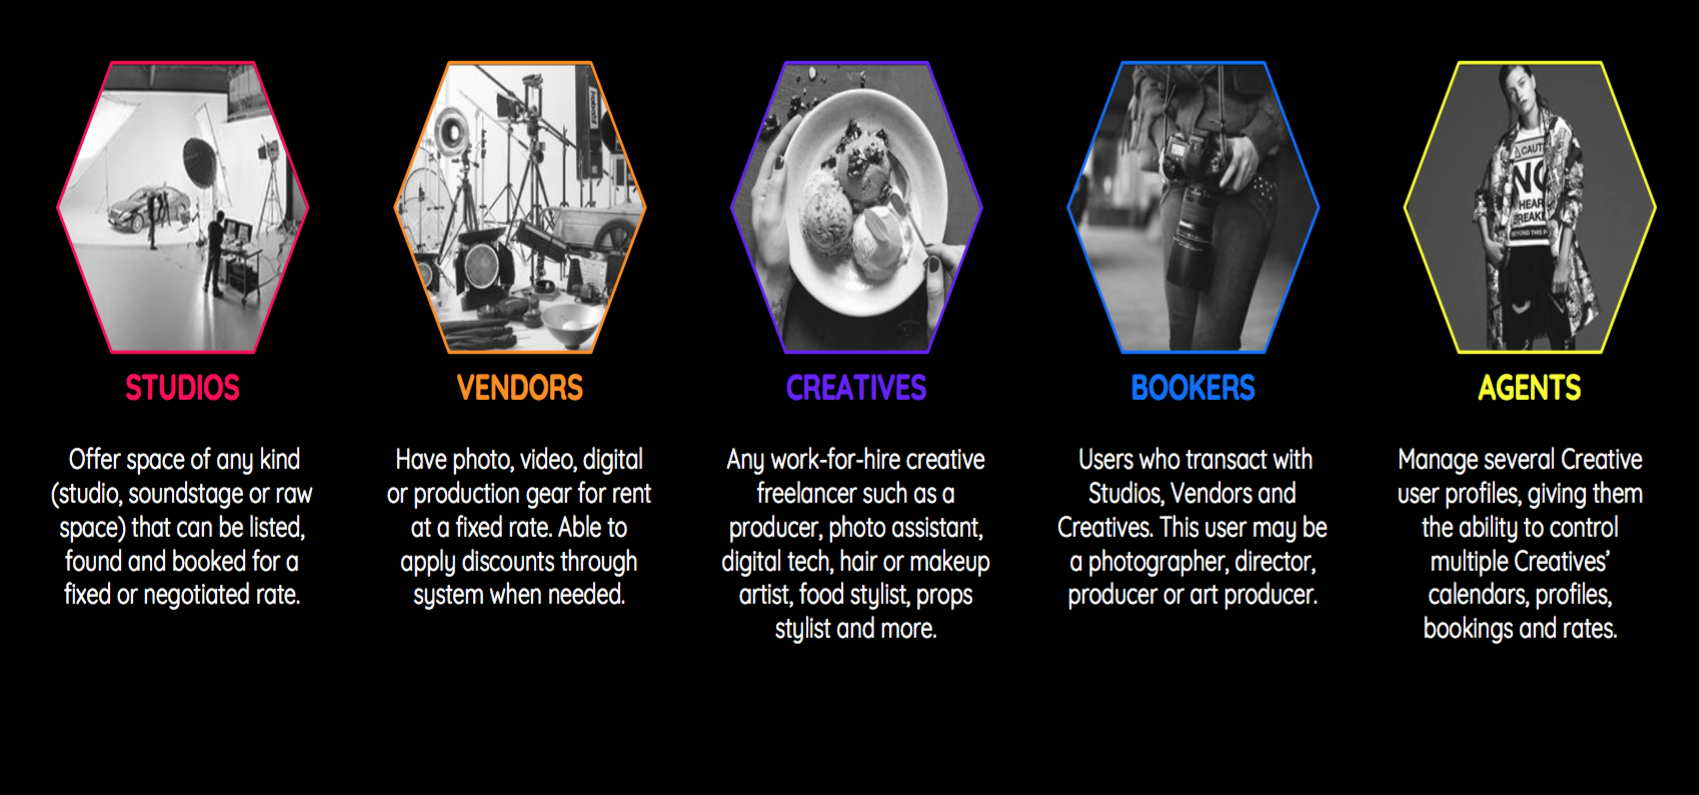 STUDIOS
Offer space of any kind
(studio, soundstage or raw
space) that can be listed,
found and booked for a
fixed or negotiated rate.
VENDORS
Have photo, video, digital
or production gear for rent
at a fixed rate. Able to
apply discounts through
system when needed.
CREATIVES
Any work-for-hire creative
freelancer such as a
producer, photo assistant,
digital tech, hair or makeup
artist, food stylist, props
stylist and more.
BOOKERS
Users who transact with
Studios, Vendors and
Creatives. This user may be
a photographer, director,
producer or art producer.
NO
HEAR
BREAK
BEYOND THIS
AGENTS
Manage several Creative
user profiles, giving them
the ability to control
multiple Creatives’
calendars, profiles,
bookings and rates.